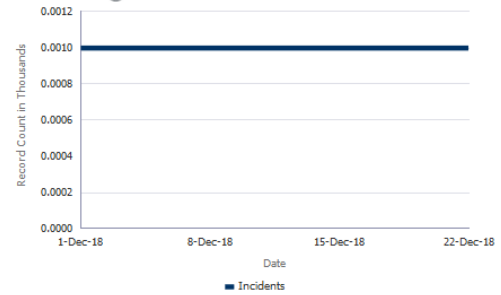 0.0012
0.0010
0.0008
0.0006
0.0004
0.0002
0.0000
Record Count in Thousands
1-Dec-18 8-Dec-18 15-Dec-18 22-Dec-18
Date
Incidents